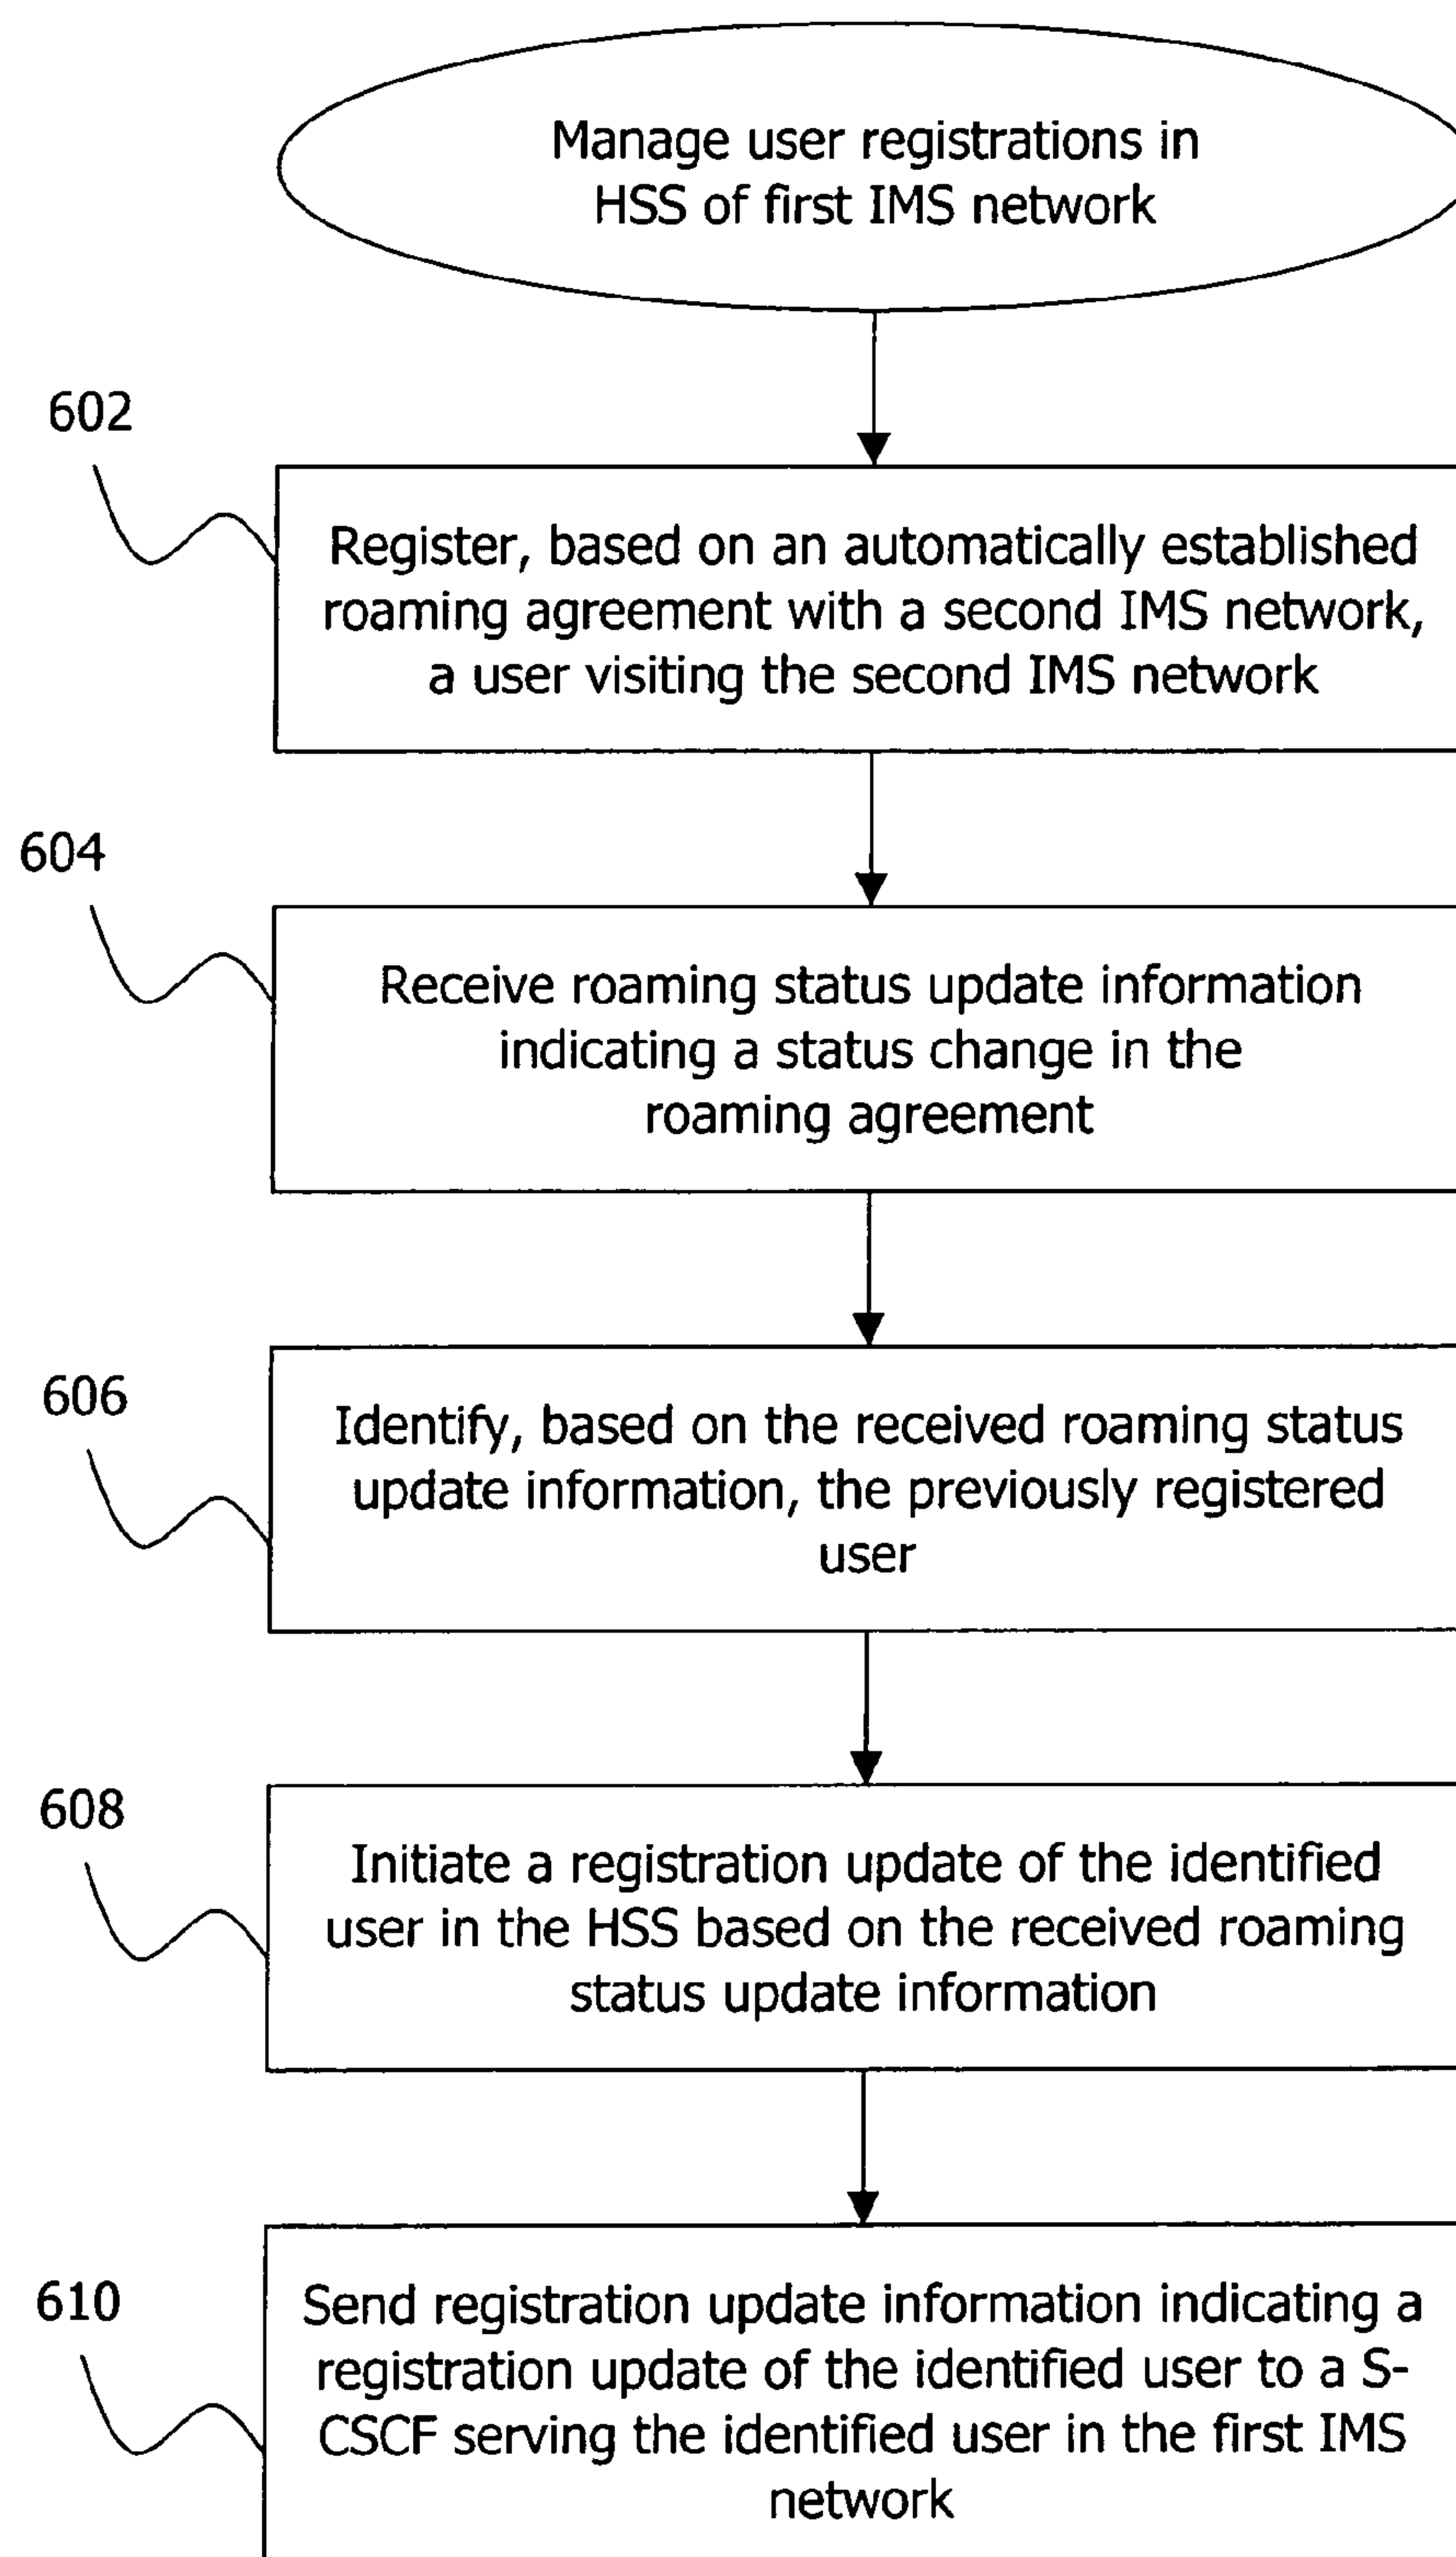 Manage user registrations in
HSS of first IMS network
602
Register, based on an automatically established
roaming agreement with a second IMS network,
a user visiting the second IMS network
604
Receive roaming status update information
indicating a status change in the
roaming agreement
606
Identify, based on the received roaming status
update information, the previously registered
user
608
Initiate a registration update of the identified
user in the HSS based on the received roaming
status update information
610
Send registration update information indicating a
registration update of the identified user to a S-
CSCF serving the identified user in the first IMS
network